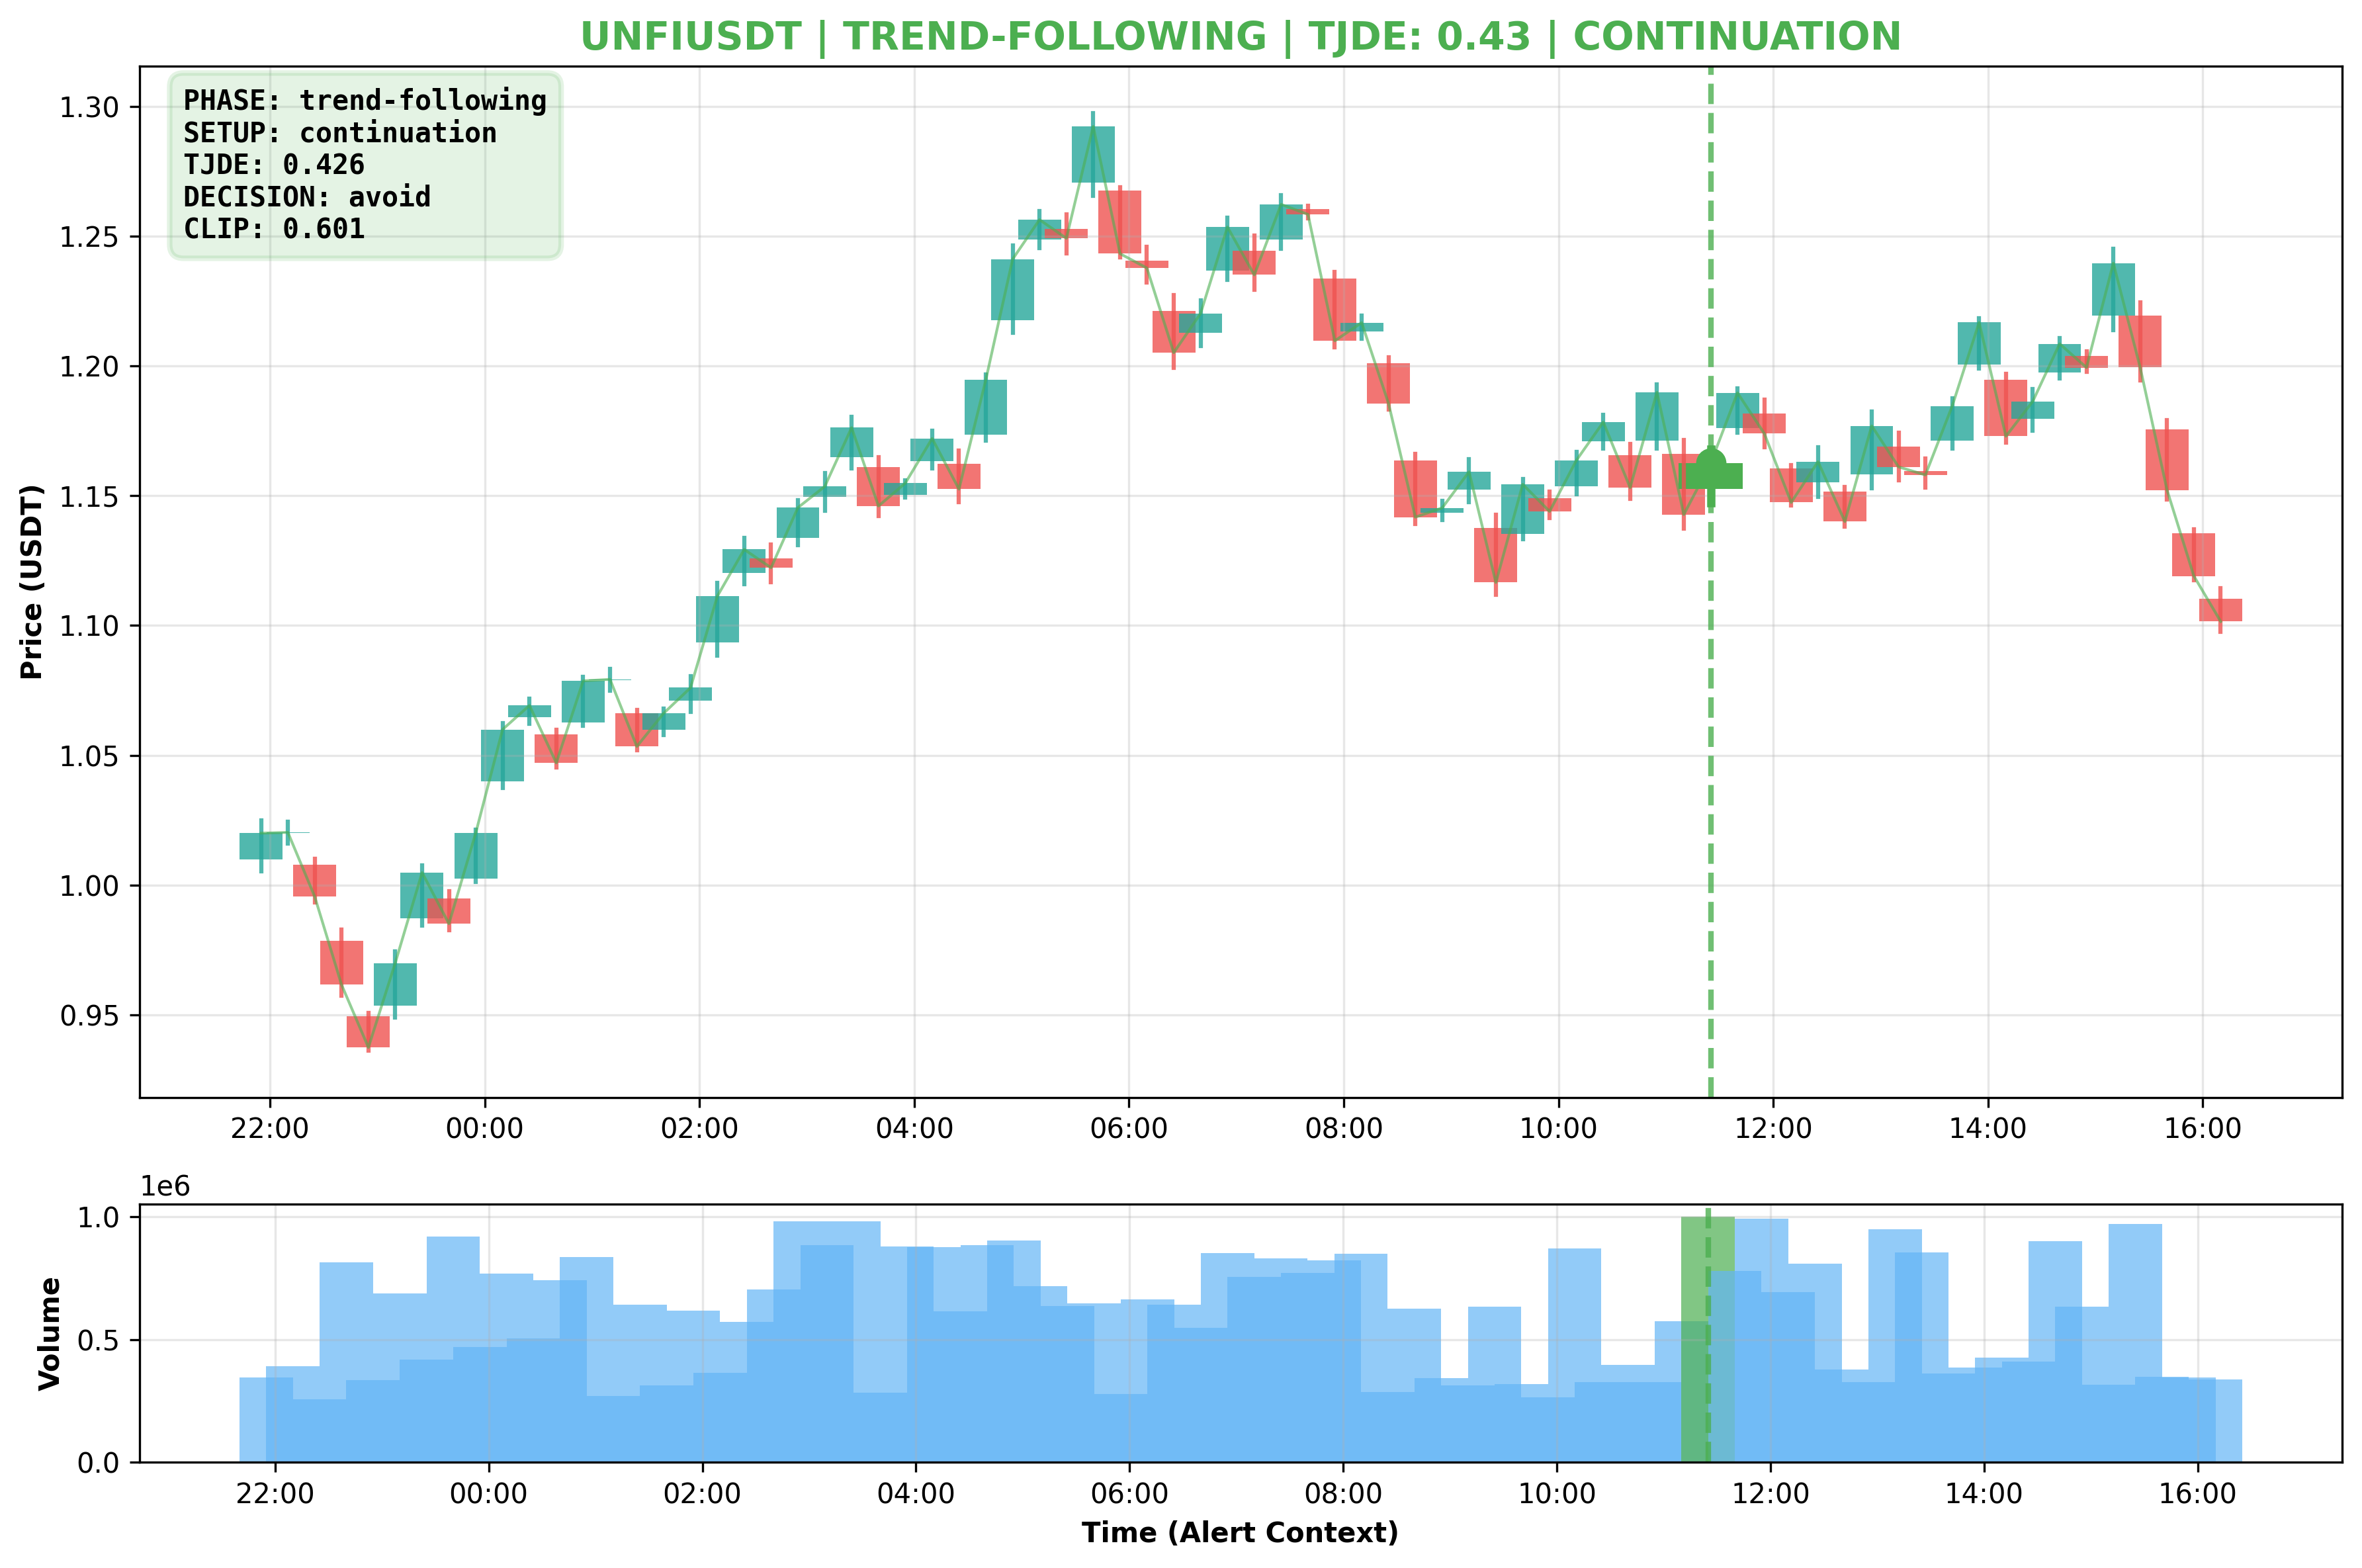 UNFIUSDT | TREND-FOLLOWING | TJDE: 0.43 | CONTINUATION
PHASE: trend-following
SETUP: continuation
TJDE: 0.426
DECISION: avoid
CLIP: 0.601
Price (USDT)
1.30
1.25
1.20
1.15
1.10
1.05
1.00
0.95
22:00 00:00 02:00 04:00 06:00 08:00 10:00 12:00 14:00 16:00
1e6
Volume
1.0
0.5
0.0
22:00 00:00 02:00 04:00 06:00 08:00 10:00 12:00 14:00 16:00
Time (Alert Context)